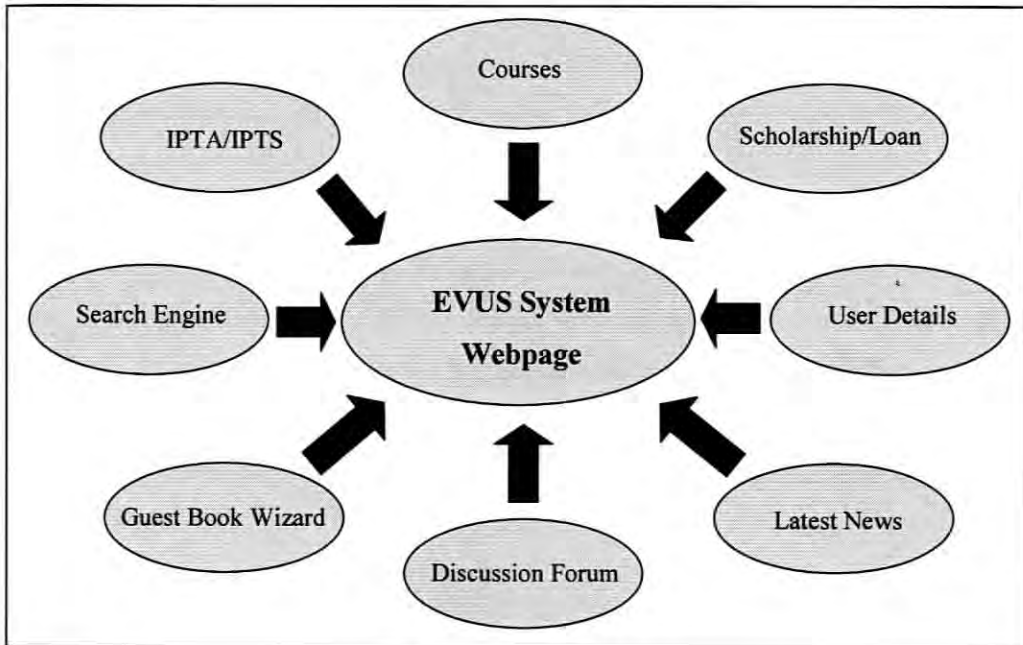 Courses
IPTA/IPTS
Scholarship/Loan
Search Engine
EVUS System
Webpage
User Details
Guest Book Wizard
Discussion Forum
Latest News